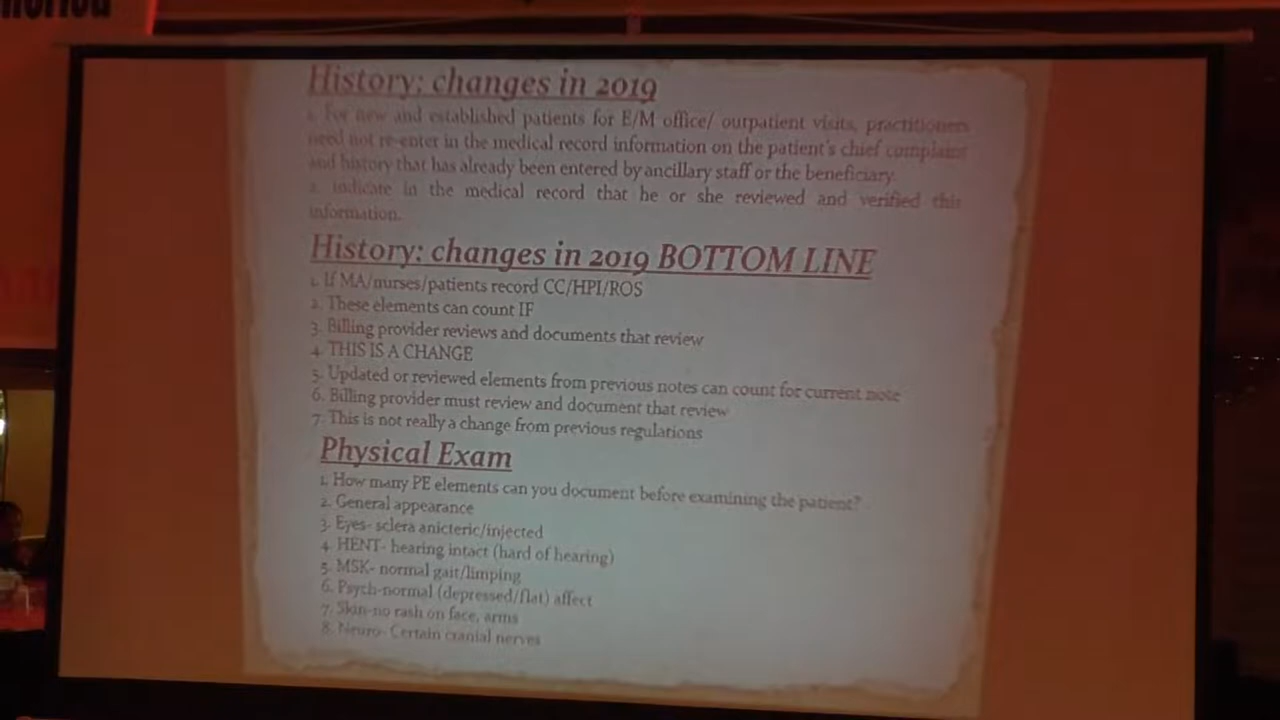 History: changes in 2019
1. For new and established patients for E/M office/ outpatient visits, practitioners
need not re-enter in the medical record information on the patient's chief complaint
and history that has already been entered by ancillary staff or the beneficiary.
2. indicate in the medical record that he or she reviewed and verified this
information.
History: changes in 2019 BOTTOM LINE
1. If MA/nurses/patients record CC/HPI/ROS
2. These elements can count IF
3. Billing provider reviews and documents that review
4. THIS IS A CHANGE
5. Updated or reviewed elements from previous notes can count for current note
6. Billing provider must review and document that review
7. This is not really a change from previous regulations
Physical Exam
1. How many PE elements can you document before examining the patient?
2. General appearance
3. Eyes- sclera anicteric/injected
4. HENT- hearing intact (hard of hearing)
5. MSK- normal gait/limping
6. Psych-normal (depressed/flat) affect
7. Skin-no rash on face, arms
8. Neuro- Certain cranial nerves